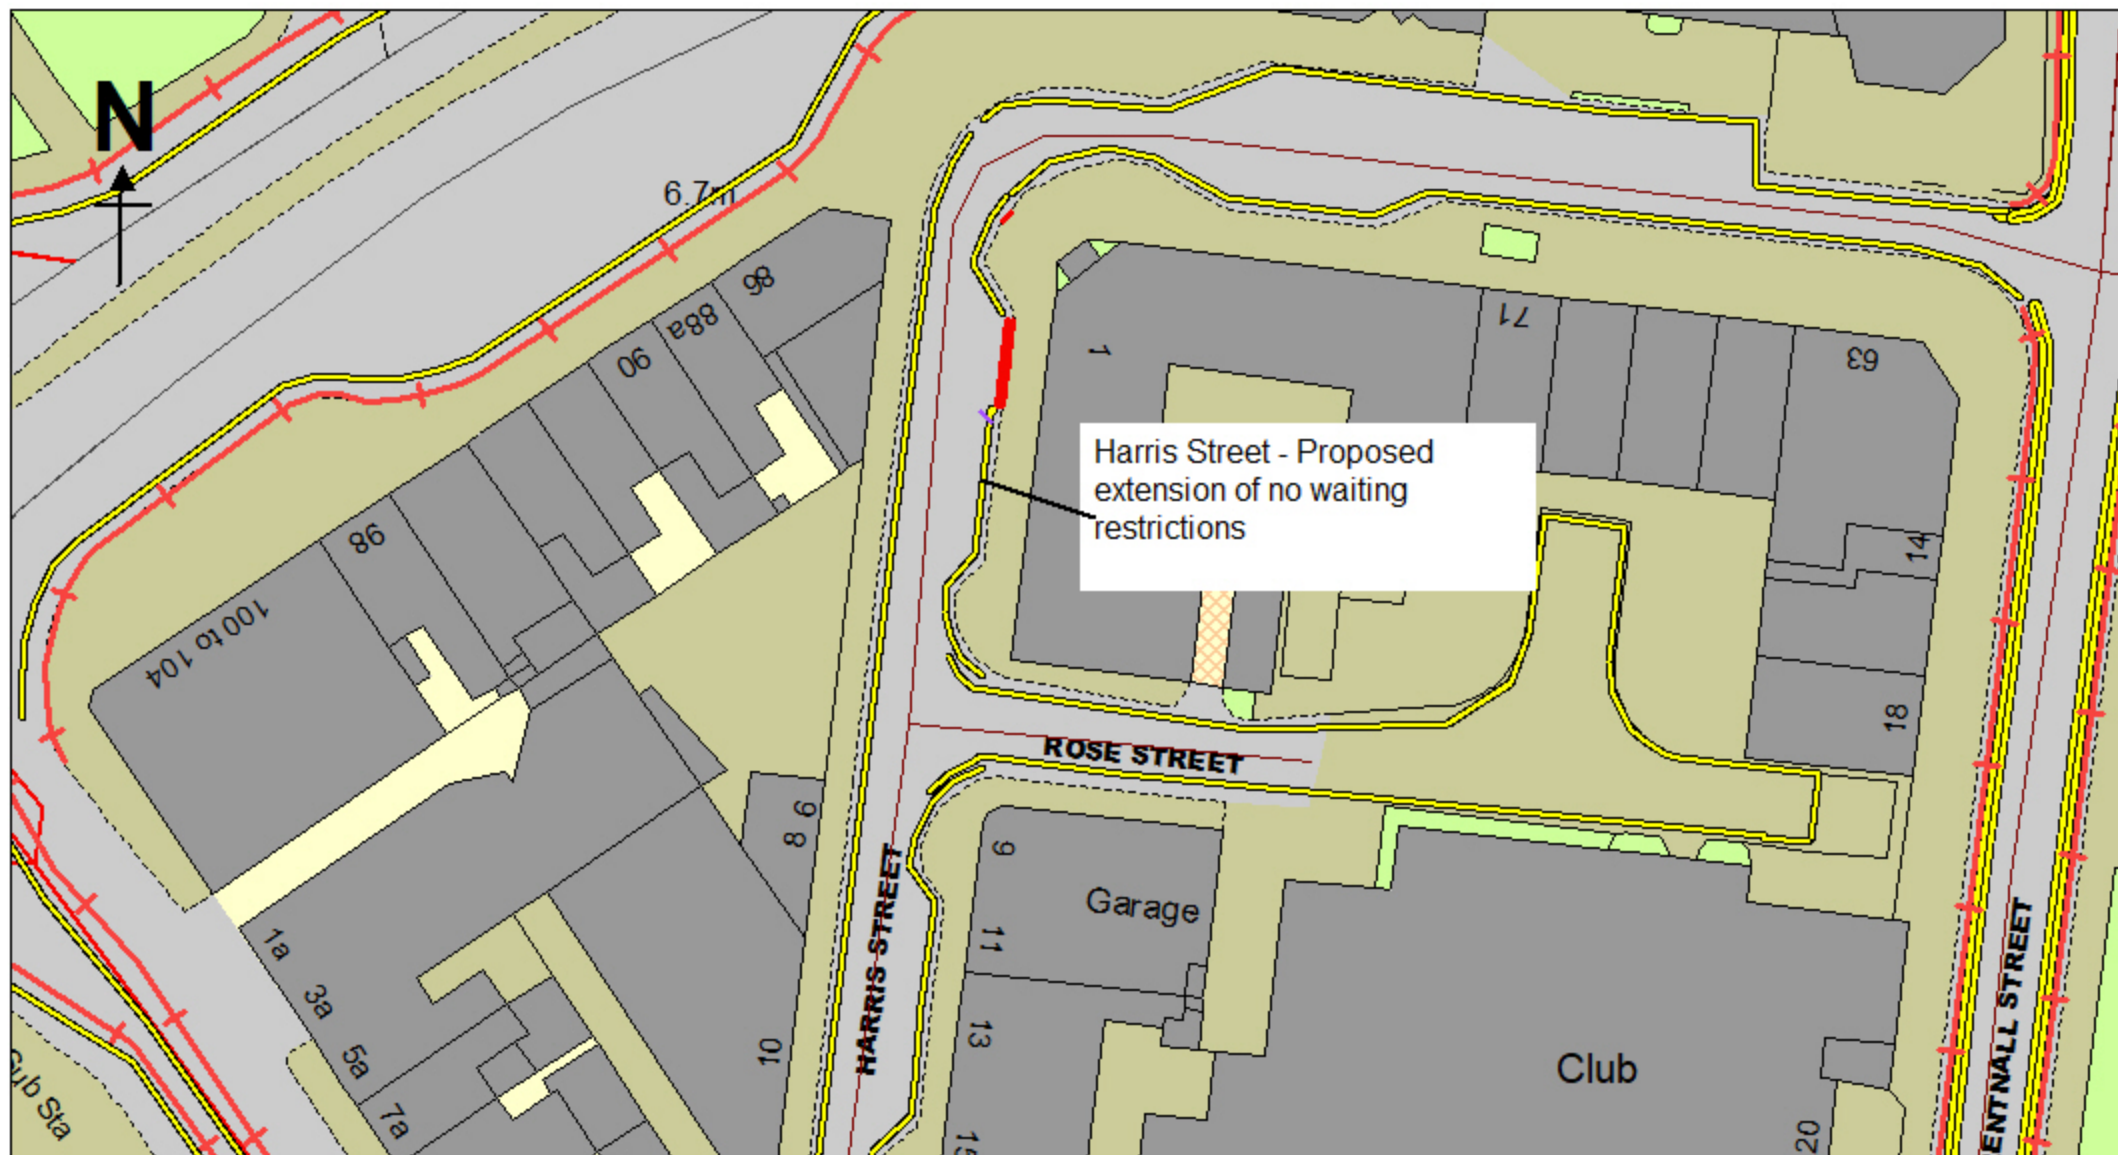 N
6.7m
86
88a
90
98
100 to 104
1
71
63
Harris Street - Proposed
extension of no waiting
restrictions
14
18
ROSE STREET
6
8
9
Garage
11
13
10
HARRIS STREET
1a
3a
5a
7a
Sub Sta
Club
20
ENTNALL STREET
15